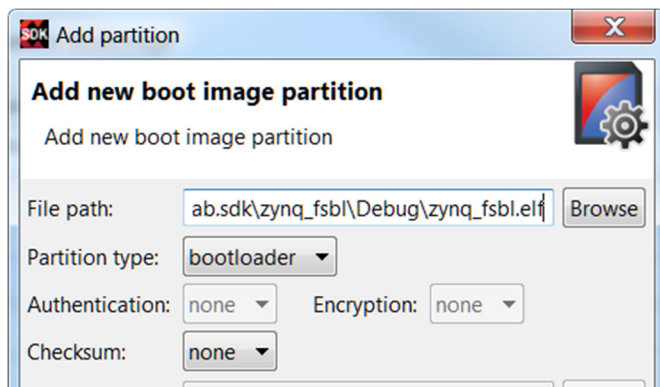 SDK Add partition
Add new boot image partition
Add new boot image partition
File path: ab.sdk\zynq_fsbl\Debug\zynq_fsbl.elf Browse
Partition type: bootloader
Authentication: none Encryption: none
Checksum: none